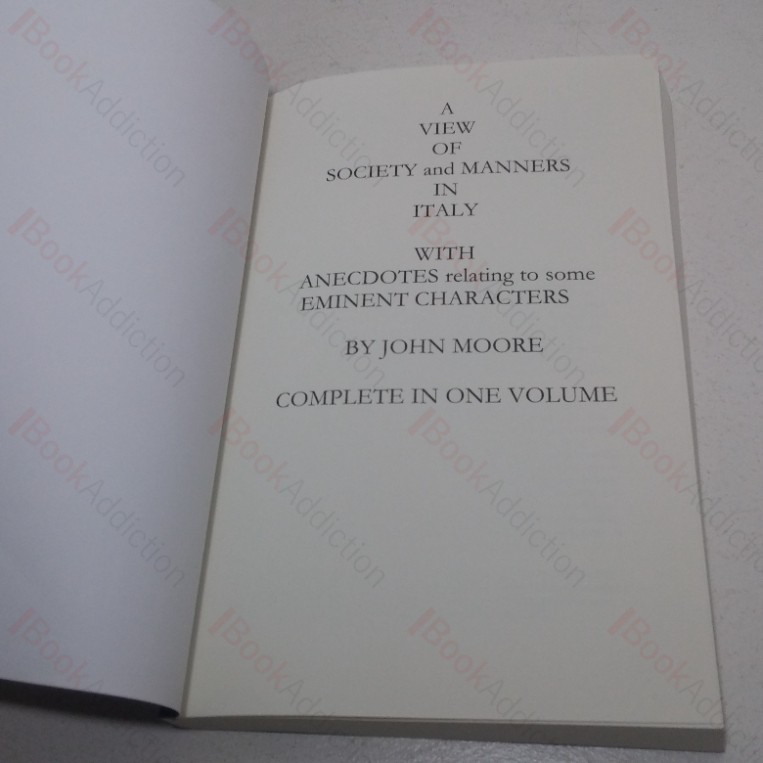 A
VIEW
OF
SOCIETY and MANNERS
IN
ITALY
WITH
ANECDOTES relating to some
EMINENT CHARACTERS
BY JOHN MOORE
COMPLETE IN ONE VOLUME
BookAddiction